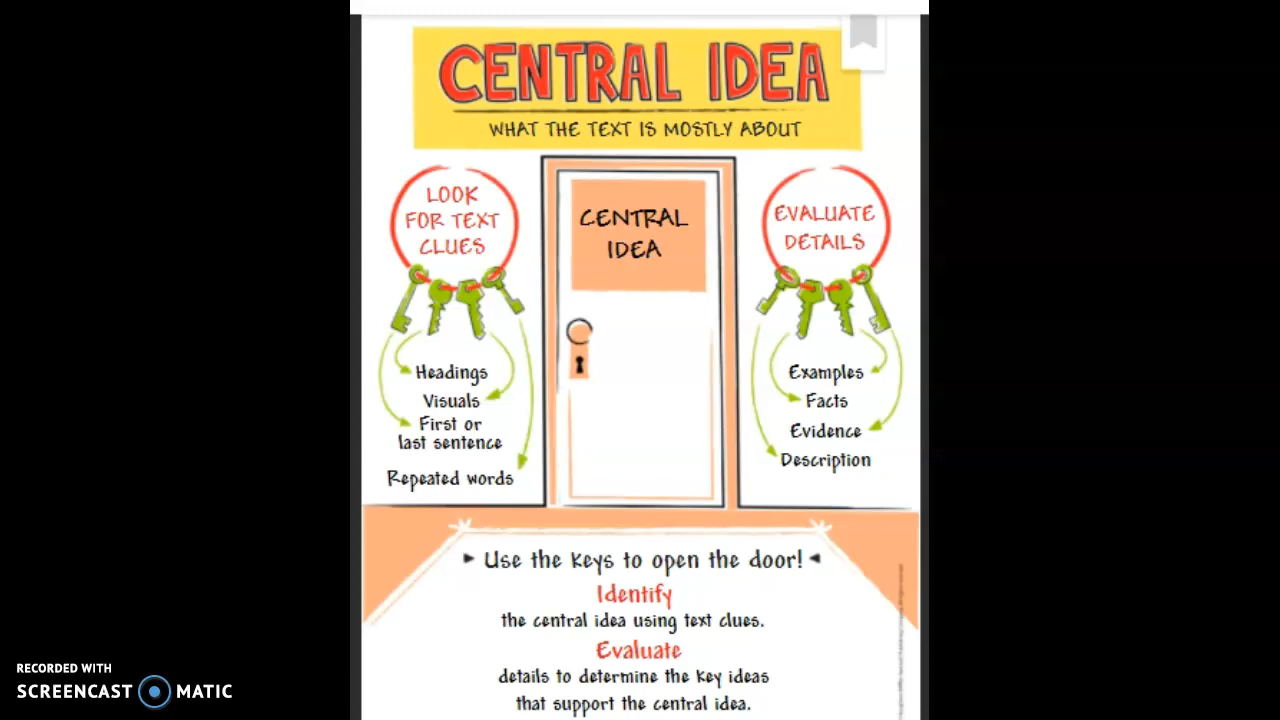 CENTRAL IDEA
WHAT THE TEXT IS MOSTLY ABOUT
LOOK
FOR TEXT
CLUES
Headings
Visuals
First or
last sentence
Repeated words
CENTRAL
IDEA
EVALUATE
DETAILS
Examples
Facts
Evidence
Description
Use the keys to open the door!
Identify
the central idea using text clues.
Evaluate
details to determine the key ideas
that support the central idea.
RECORDED WITH
SCREENCAST MATIC